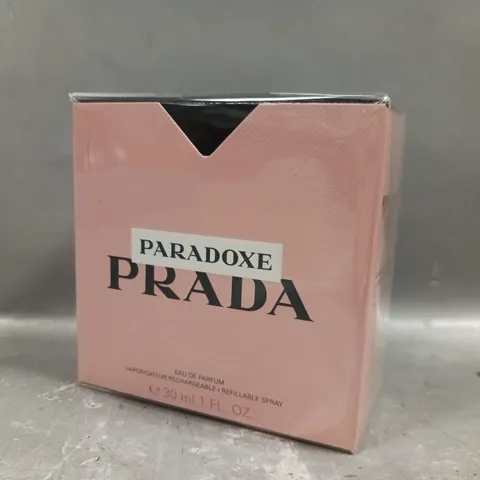 PARADOXE
PRADA
EAU DE PARFUM
VAPORISATEUR RECHARGEABLE / REFILLABLE SPRAY
℮ 30 ml 1 FL. OZ.